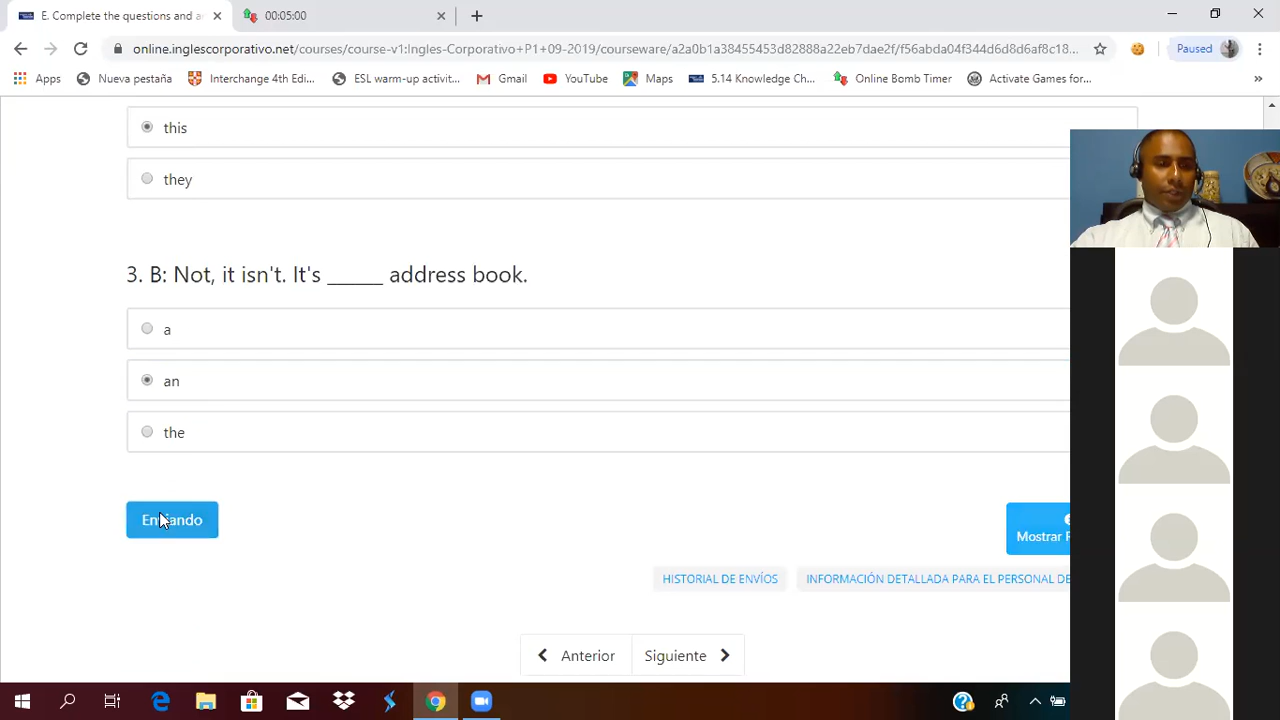 E. Complete the questions and a
00:05:00
online.inglescorporativo.net/courses/course-v1:Ingles-Corporativo+P1+09-2019/courseware/a2a0b1a38455453d82888b22eb7dae2f/f56abda04f344d6d8d6af8c18...
Paused
Apps
Nueva pestaña
Interchange 4th Edi...
ESL warm-up activit...
Gmail
YouTube
Maps
5.14 Knowledge Ch...
Online Bomb Timer
Activate Games for...
»
this
they
3. B: Not, it isn't. It's _____ address book.
a
an
the
Enviando
Mostrar
HISTORIAL DE ENVÍOS
INFORMACIÓN DETALLADA PARA EL PERSONAL DE
Anterior
Siguiente